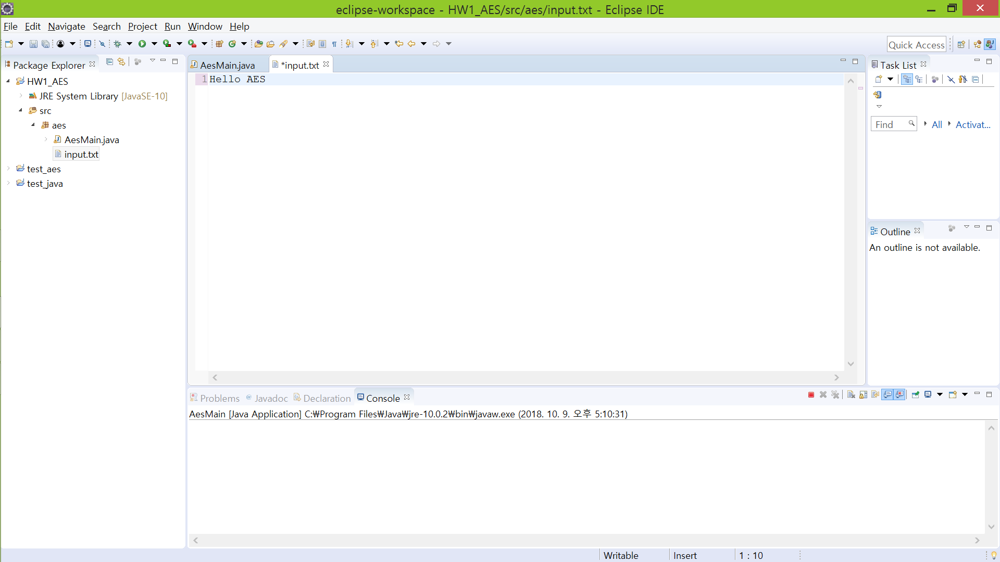 eclipse-workspace - HW1_AES/src/aes/input.txt - Eclipse IDE
File Edit Navigate Search Project Run Window Help
Quick Access
Package Explorer
HW1_AES
JRE System Library [JavaSE-10]
src
aes
AesMain.java
input.txt
test_aes
test_java
AesMain.java *input.txt
1 Hello AES
Task List
Find All Activat...
Outline
An outline is not available.
Problems @ Javadoc Declaration Console
AesMain [Java Application] C:₩Program Files₩Java₩jre-10.0.2₩bin₩javaw.exe (2018. 10. 9. 오후 5:10:31)
Writable Insert 1 : 10